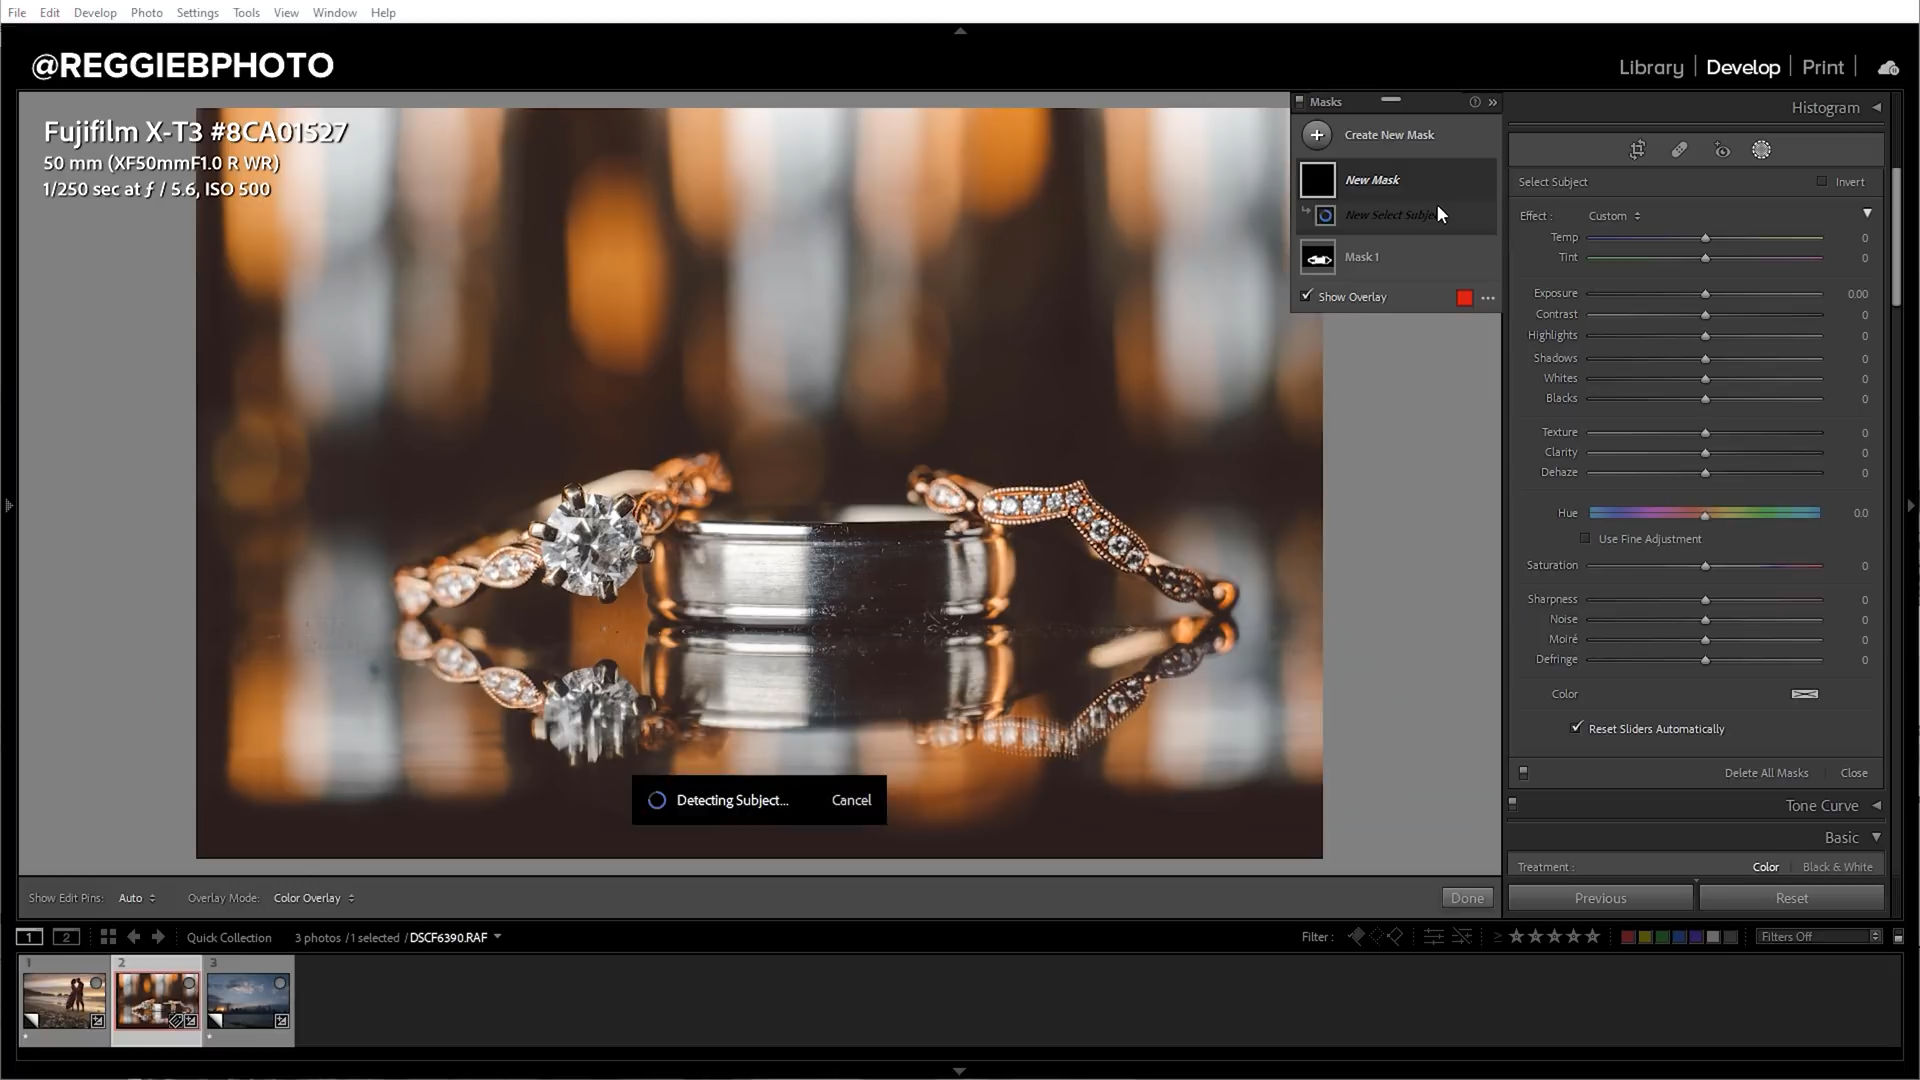 File Edit Develop Photo Settings Tools View Window Help
@REGGIEBPHOTO
Library | Develop | Print |
Fujifilm X-T3 #8CA01527
50 mm (XF50mmF1.0 R WR)
1/250 sec at ƒ / 5.6, ISO 500
Masks
Create New Mask
New Mask
New Select Subje
Mask 1
Show Overlay
Histogram
Select Subject Invert
Effect : Custom
Temp 0
Tint 0
Exposure 0.00
Contrast 0
Highlights 0
Shadows 0
Whites 0
Blacks 0
Texture 0
Clarity 0
Dehaze 0
Hue 0.0
Use Fine Adjustment
Saturation 0
Sharpness 0
Noise 0
Moiré 0
Defringe 0
Color
Reset Sliders Automatically
Delete All Masks Close
Tone Curve
Basic
Treatment : Color Black & White
Previous Reset
Detecting Subject... Cancel
Show Edit Pins: Auto Overlay Mode: Color Overlay Done
1 2 Quick Collection 3 photos / 1 selected / DSCF6390.RAF Filter : Filters Off
1 2 3